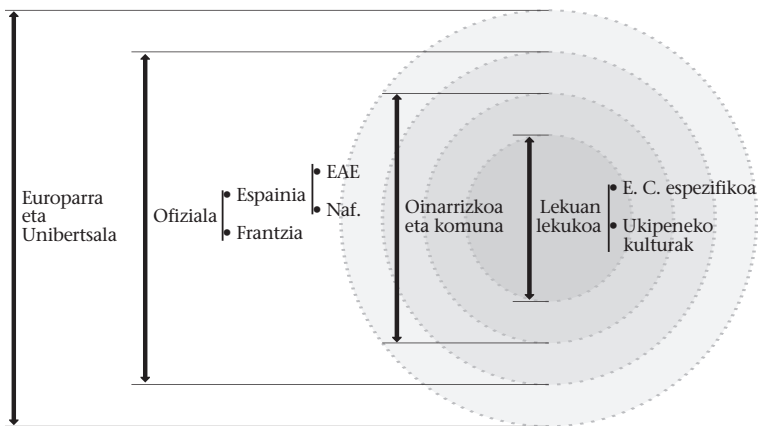 Europarra
eta
Unibertsala
Ofiziala
Espainia
Frantzia
EAE
Naf.
Oinarrizkoa
eta komuna
Lekuan
lekukoa
E. C. espezifikoa
Ukipeneko
kulturak